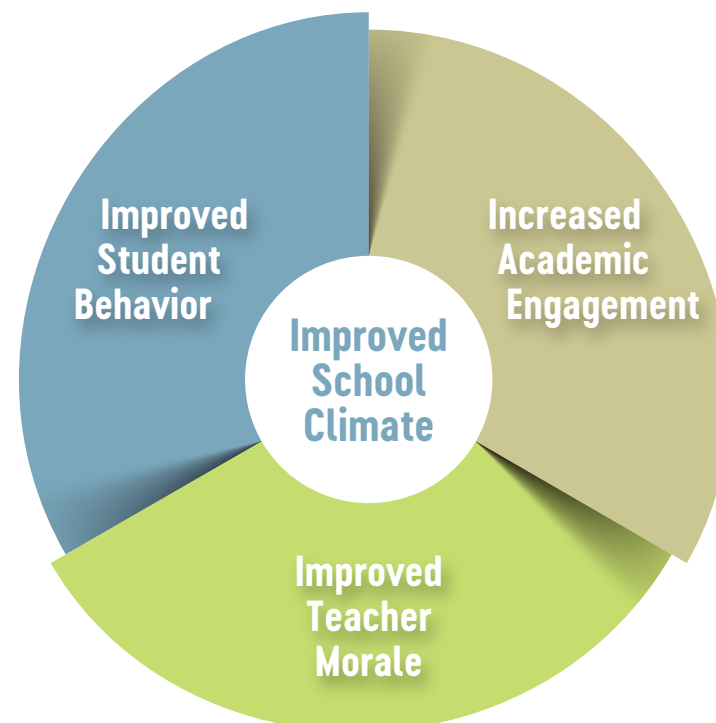 Improved
Student
Behavior
Increased
Academic
Engagement
Improved
School
Climate
Improved
Teacher
Morale